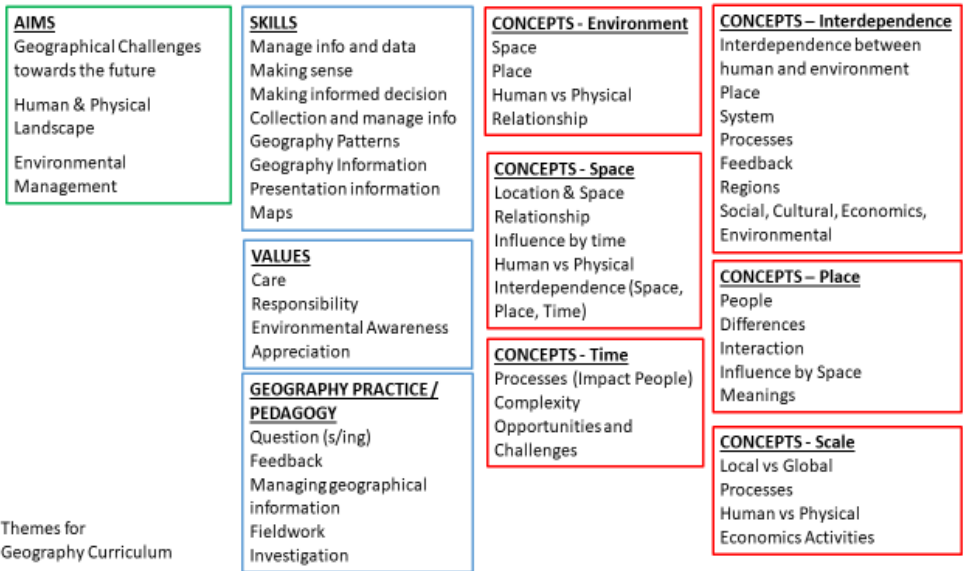 AIMS
Geographical Challenges
towards the future
Human & Physical
Landscape
Environmental
Management
SKILLS
Manage info and data
Making sense
Making informed decision
Collection and manage info
Geography Patterns
Geography Information
Presentation information
Maps
VALUES
Care
Responsibility
Environmental Awareness
Appreciation
GEOGRAPHY PRACTICE /
PEDAGOGY
Question (s/ing)
Feedback
Managing geographical
information
Fieldwork
Investigation
CONCEPTS - Environment
Space
Place
Human vs Physical
Relationship
CONCEPTS - Space
Location & Space
Relationship
Influence by time
Human vs Physical
Interdependence (Space,
Place, Time)
CONCEPTS - Time
Processes (Impact People)
Complexity
Opportunities and
Challenges
CONCEPTS – Interdependence
Interdependence between
human and environment
Place
System
Processes
Feedback
Regions
Social, Cultural, Economics,
Environmental
CONCEPTS – Place
People
Differences
Interaction
Influence by Space
Meanings
CONCEPTS - Scale
Local vs Global
Processes
Human vs Physical
Economics Activities
Themes for
Geography Curriculum